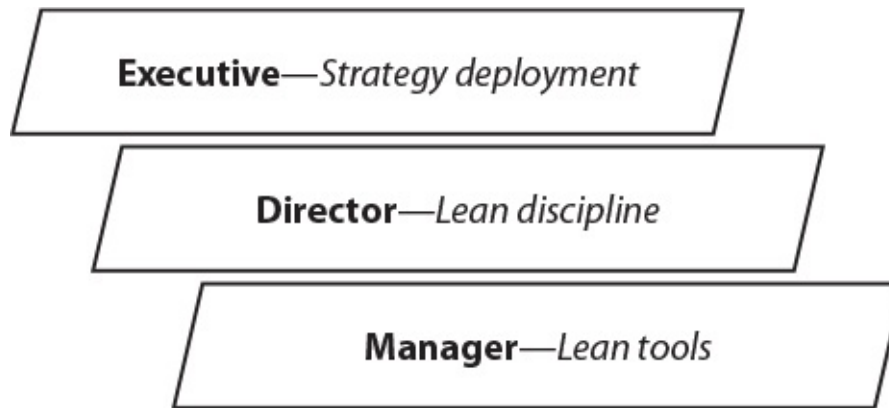 Executive—Strategy deployment
Director—Lean discipline
Manager—Lean tools